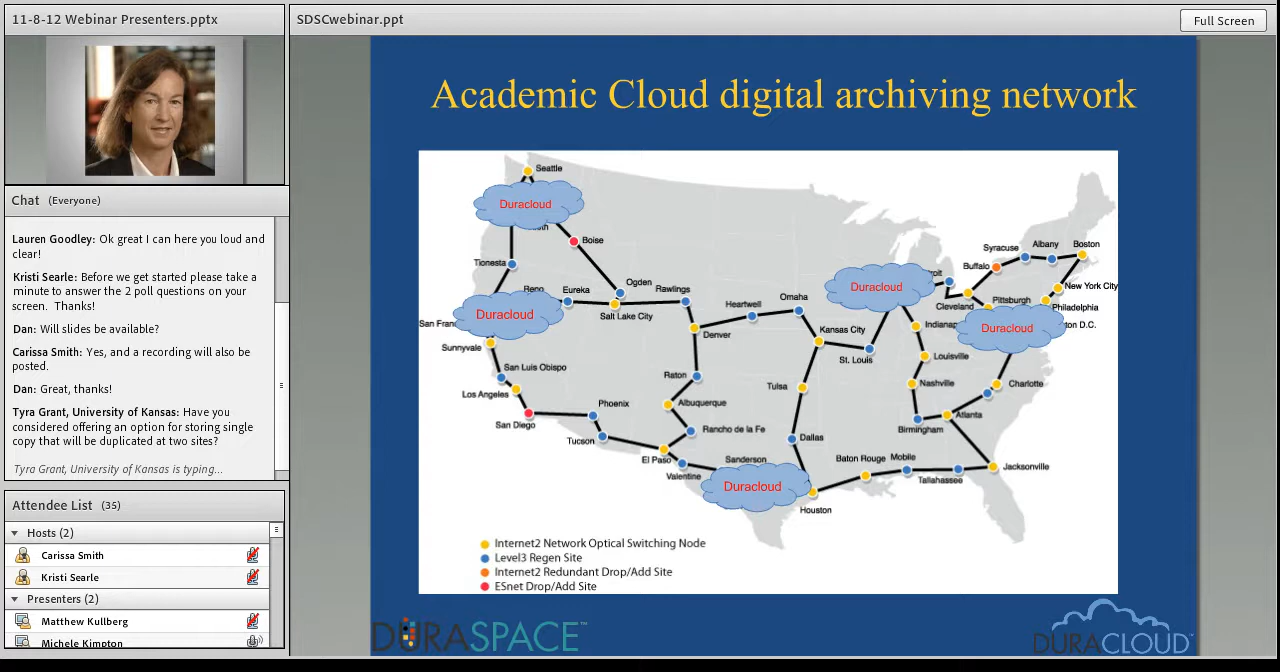 11-8-12 Webinar Presenters.pptx
SDSCwebinar.ppt
Full Screen
Chat (Everyone)
Lauren Goodley: Ok great I can here you loud and
clear!
Kristi Searle: Before we get started please take a
minute to answer the 2 poll questions on your
screen. Thanks!
Dan: Will slides be available?
Carissa Smith: Yes, and a recording will also be
posted.
Dan: Great, thanks!
Tyra Grant, University of Kansas: Have you
considered offering an option for storing single
copy that will be duplicated at two sites?
Tyra Grant, University of Kansas is typing...
Attendee List (35)
Hosts (2)
Carissa Smith
Kristi Searle
Presenters (2)
Matthew Kullberg
Michele Kimpton
Academic Cloud digital archiving network
Seattle
Duracloud
Boise
Tionesta
Reno
Eureka
Ogden
Rawlings
Salt Lake City
Duracloud
San Franc
Sunnyvale
San Luis Obispo
Los Angeles
San Diego
Phoenix
Tucson
El Paso
Valentine
Raton
Albuquerque
Rancho de la Fe
Denver
Heartwell
Omaha
Kansas City
St. Louis
Tulsa
Dallas
Sanderson
Duracloud
Houston
Baton Rouge
Mobile
Tallahassee
Jacksonville
Duracloud
roit
Cleveland
Buffalo
Syracuse
Albany
Boston
New York City
Philadelphia
Pittsburgh
ton D.C.
Duracloud
Indianap
Louisville
Nashville
Birmingham
Atlanta
Charlotte
Internet2 Network Optical Switching Node
Level3 Regen Site
Internet2 Redundant Drop/Add Site
ESnet Drop/Add Site
DURASPACE™
DURACLOUD™